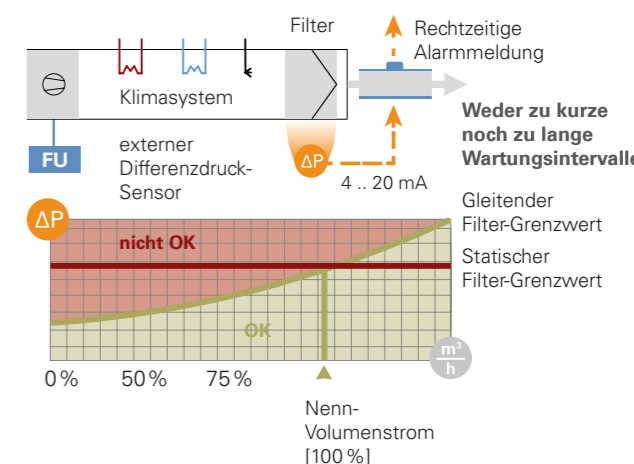 Filter
Rechtzeitige
Alarmmeldung
Klimasystem
Weder zu kurze
noch zu lange
Wartungsintervalle
FU
externer
Differenzdruck-
Sensor
ΔP
4 .. 20 mA
ΔP
nicht OK
OK
Gleitender
Filter-Grenzwert
Statischer
Filter-Grenzwert
m³
h
0 % 50 % 75 %
Nenn-
Volumenstrom
[100 %]